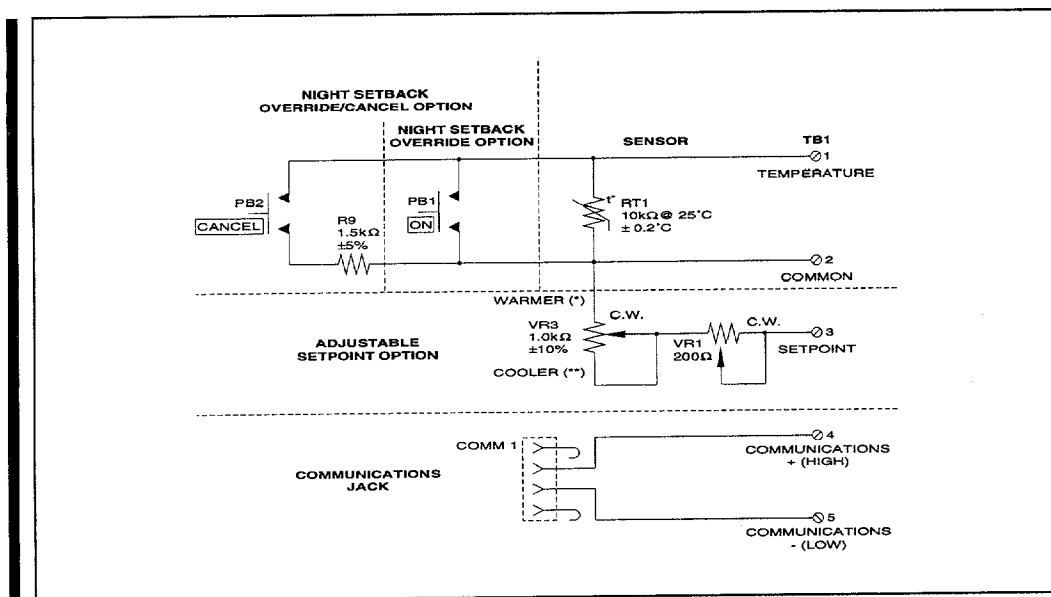 NIGHT SETBACK
OVERRIDE/CANCEL OPTION
NIGHT SETBACK
OVERRIDE OPTION
SENSOR
TB1
1
TEMPERATURE
PB2
CANCEL
R9
1.5kΩ
±5%
PB1
ON
t°
RT1
10kΩ@ 25°C
± 0.2°C
2
COMMON
WARMER (*)
C.W.
VR3
1.0kΩ
±10%
COOLER (**)
C.W.
VR1
200Ω
3
SETPOINT
ADJUSTABLE
SETPOINT OPTION
COMM 1
COMMUNICATIONS
JACK
4
COMMUNICATIONS
+ (HIGH)
5
COMMUNICATIONS
- (LOW)